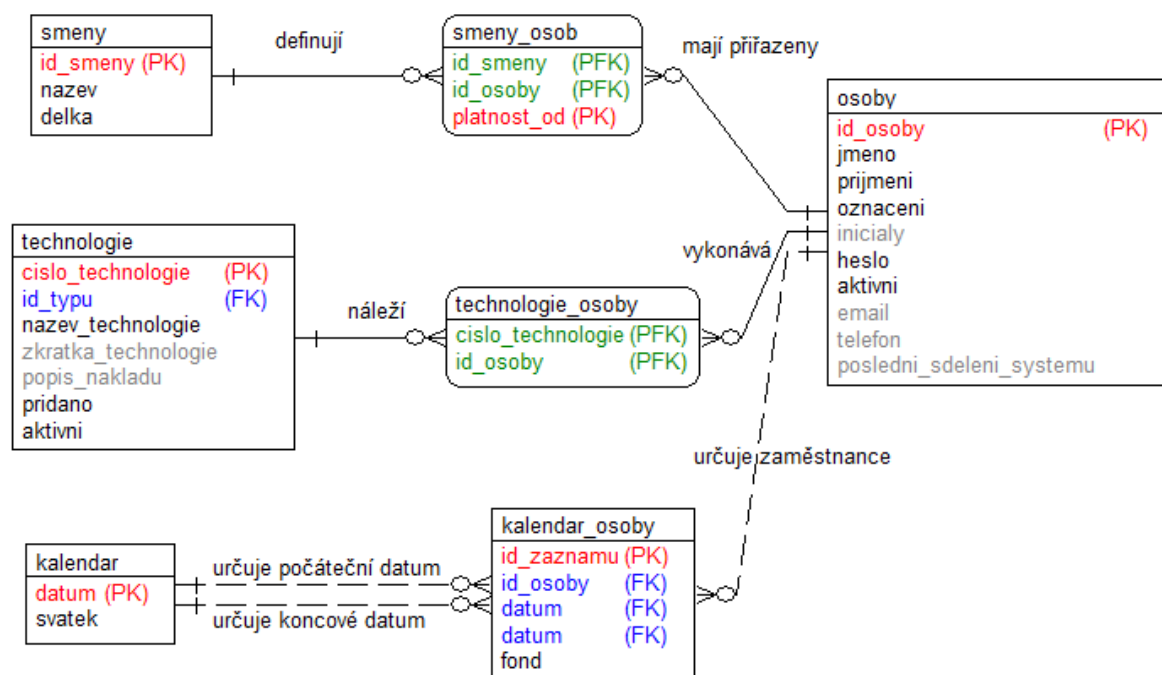 smeny
id_smeny (PK)
nazev
delka
definují
smeny_osob
id_smeny (PFK)
id_osoby (PFK)
platnost_od (PK)
mají přiřazeny
osoby
id_osoby (PK)
jmeno
prijmeni
oznaceni
inicialy
heslo
aktivni
email
telefon
posledni_sdeleni_systemu
technologie
cislo_technologie (PK)
id_typu (FK)
nazev_technologie
zkratka_technologie
popis_nakladu
pridano
aktivni
náleží
technologie_osoby
cislo_technologie (PFK)
id_osoby (PFK)
vykonává
určuje zaměstnance
kalendar
datum (PK)
svatek
určuje počáteční datum
určuje koncové datum
kalendar_osoby
id_zaznamu (PK)
id_osoby (FK)
datum (FK)
datum (FK)
fond